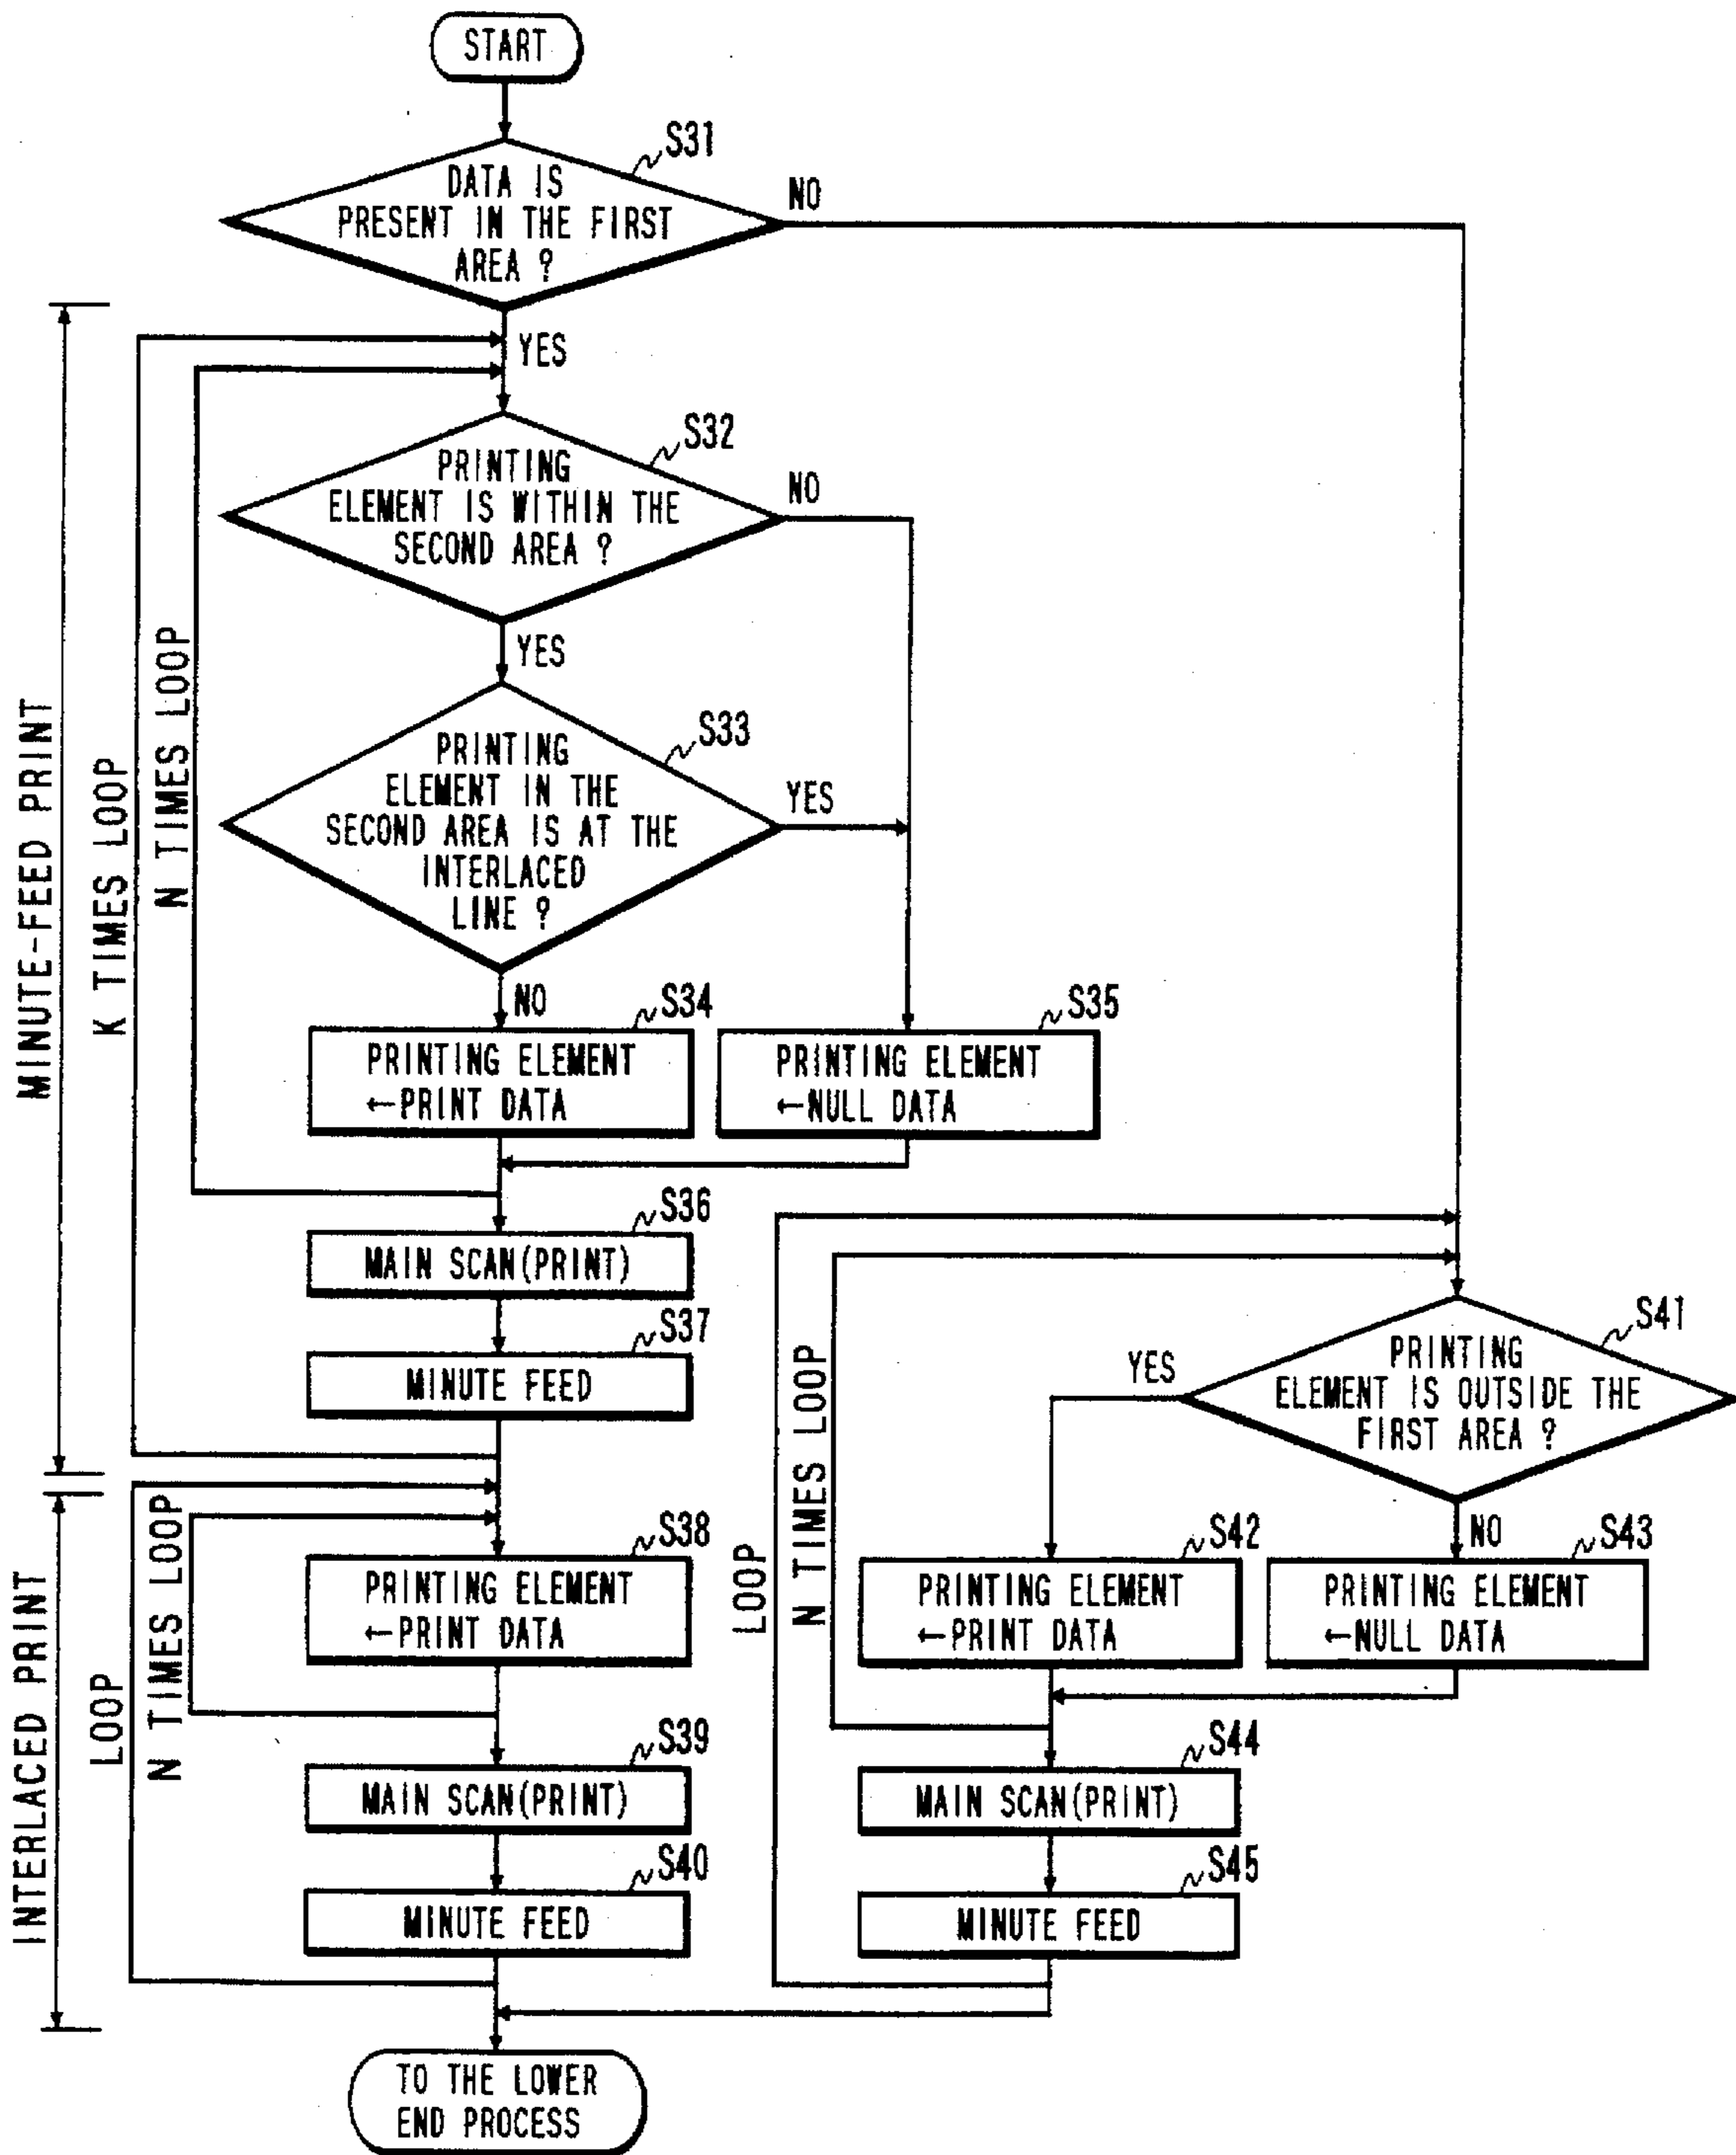 START
S31
DATA IS
PRESENT IN THE FIRST
AREA ?
NO
YES
S32
PRINTING
ELEMENT IS WITHIN THE
SECOND AREA ?
NO
YES
S33
PRINTING
ELEMENT IN THE
SECOND AREA IS AT THE
INTERLACED
LINE ?
YES
NO
MINUTE-FEED PRINT
K TIMES LOOP
N TIMES LOOP
S34
PRINTING ELEMENT
←PRINT DATA
S35
PRINTING ELEMENT
←NULL DATA
S36
MAIN SCAN(PRINT)
S37
MINUTE FEED
INTERLACED PRINT
LOOP
N TIMES LOOP
S38
PRINTING ELEMENT
←PRINT DATA
S39
MAIN SCAN(PRINT)
S40
MINUTE FEED
LOOP
N TIMES LOOP
S41
PRINTING
ELEMENT IS OUTSIDE THE
FIRST AREA ?
YES
NO
S42
PRINTING ELEMENT
←PRINT DATA
S43
PRINTING ELEMENT
←NULL DATA
S44
MAIN SCAN(PRINT)
S45
MINUTE FEED
TO THE LOWER
END PROCESS